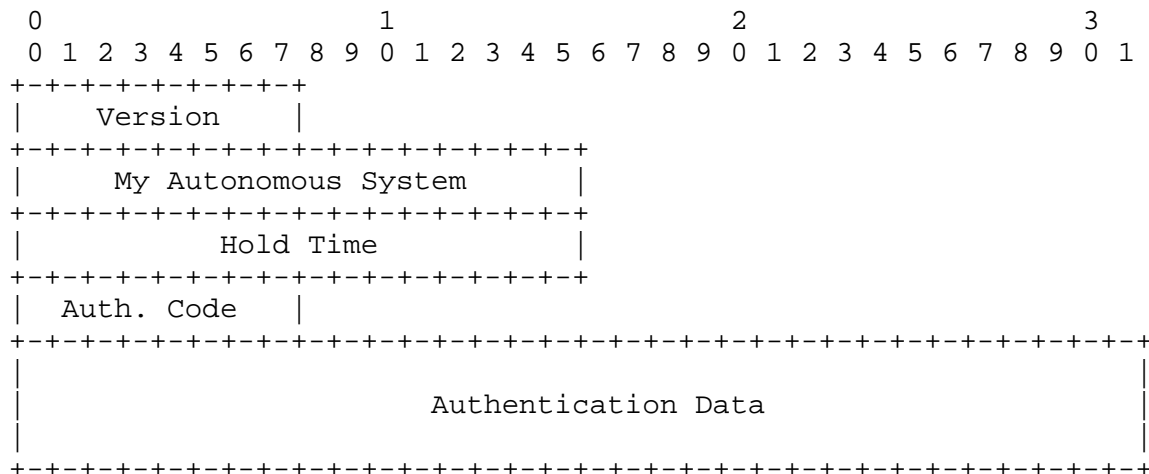 0                   1                   2                   3
 0 1 2 3 4 5 6 7 8 9 0 1 2 3 4 5 6 7 8 9 0 1 2 3 4 5 6 7 8 9 0 1
+-+-+-+-+-+-+-+-+
|    Version    |
+-+-+-+-+-+-+-+-+-+-+-+-+-+-+-+-+
|     My Autonomous System      |
+-+-+-+-+-+-+-+-+-+-+-+-+-+-+-+-+
|           Hold Time           |
+-+-+-+-+-+-+-+-+-+-+-+-+-+-+-+-+
|  Auth. Code   |
+-+-+-+-+-+-+-+-+-+-+-+-+-+-+-+-+-+-+-+-+-+-+-+-+-+-+-+-+-+-+-+-+
|                                                               |
|                       Authentication Data                     |
|                                                               |
+-+-+-+-+-+-+-+-+-+-+-+-+-+-+-+-+-+-+-+-+-+-+-+-+-+-+-+-+-+-+-+-+